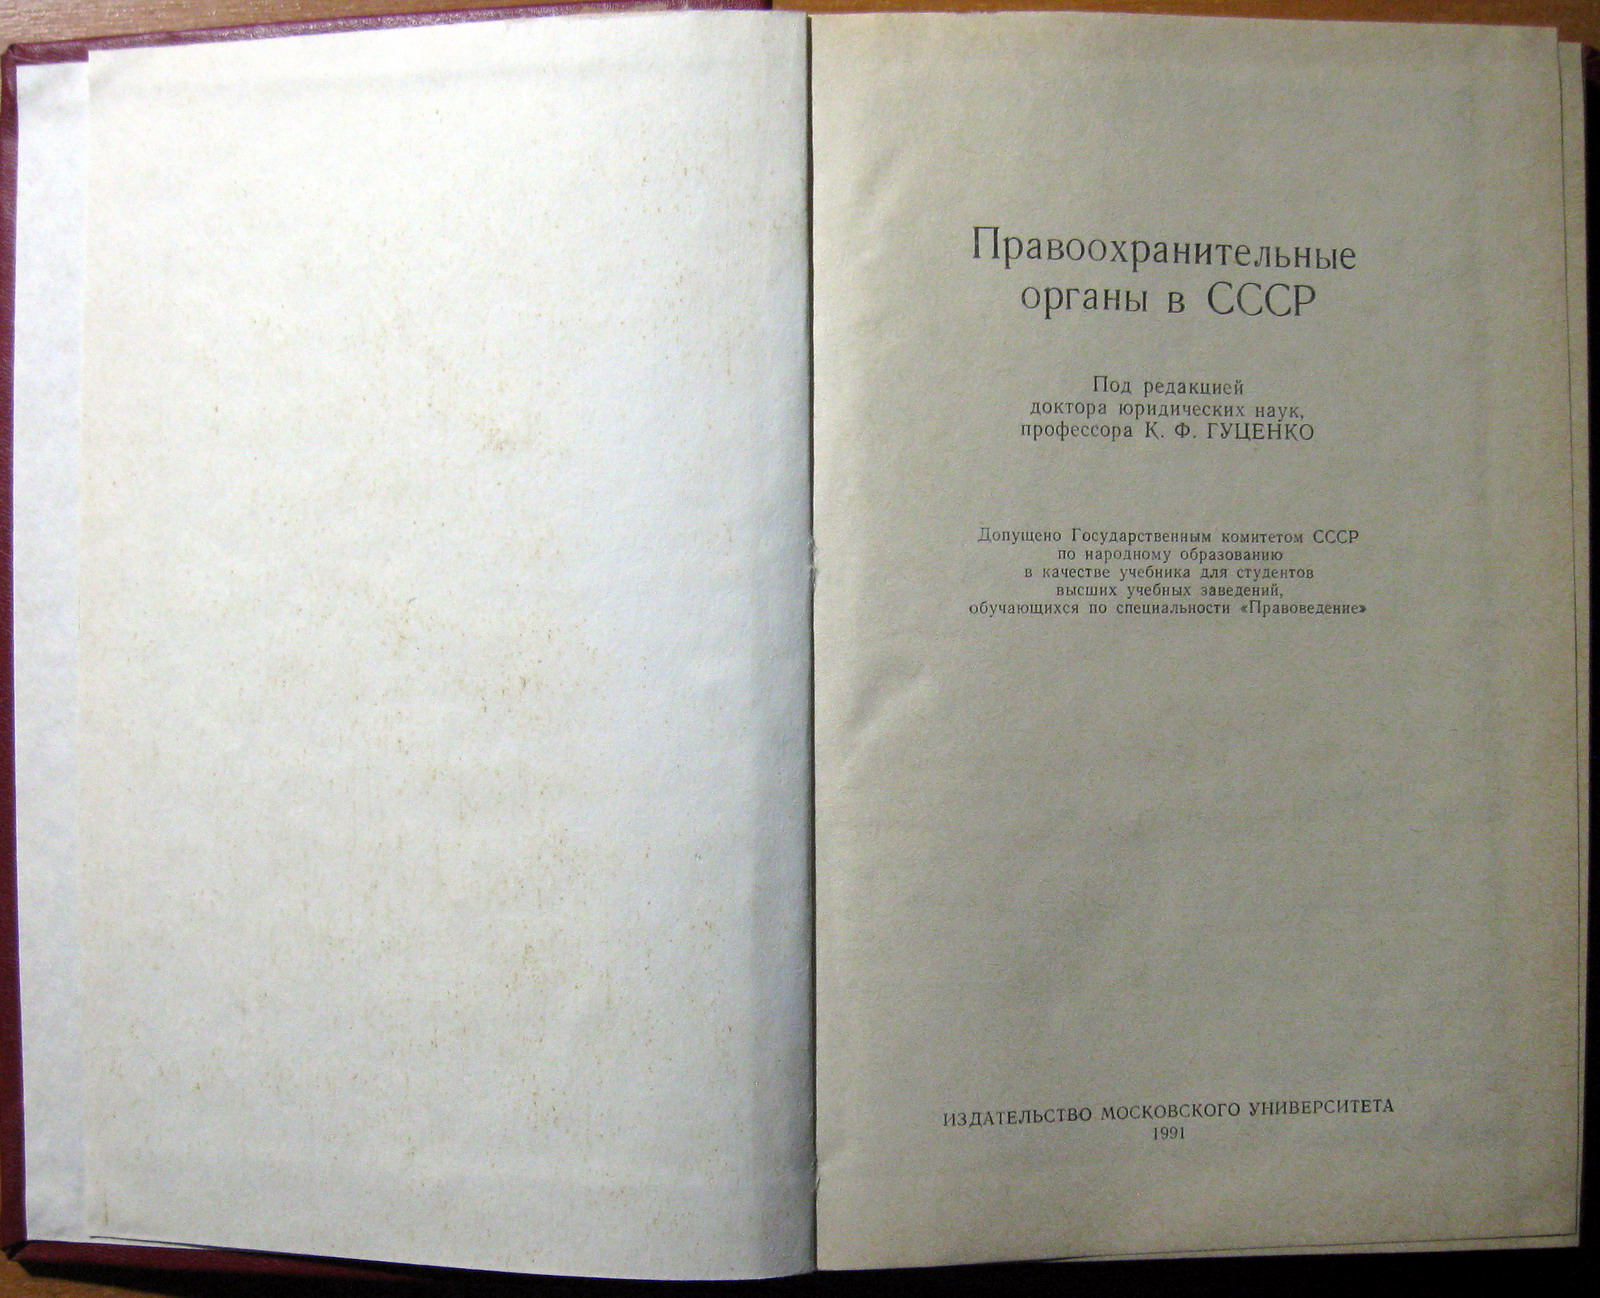 Правоохранительные
органы в СССР
Под редакцией
доктора юридических наук,
профессора К. Ф. ГУЦЕНКО
Допущено Государственным комитетом СССР
по народному образованию
в качестве учебника для студентов
высших учебных заведений,
обучающихся по специальности «Правоведение»
ИЗДАТЕЛЬСТВО МОСКОВСКОГО УНИВЕРСИТЕТА
1991